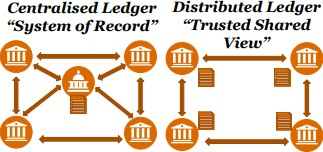 Centralised Ledger
“System of Record”
Distributed Ledger
“Trusted Shared
View”